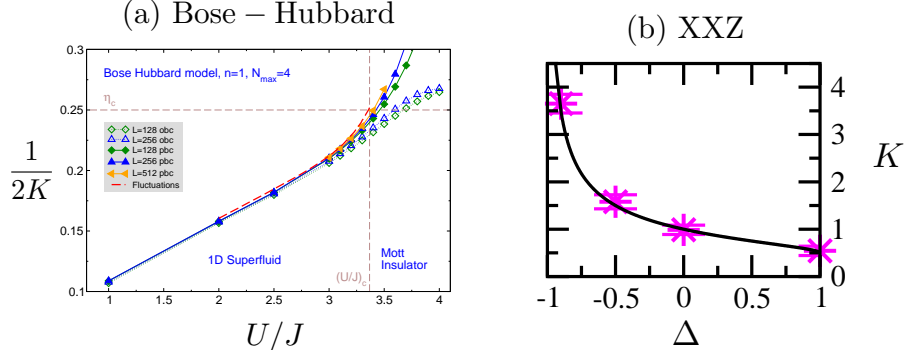 (a) Bose – Hubbard
0.3
0.25
0.2
0.15
0.1
Bose Hubbard model, n=1, N_max=4
η_c
L=128 obc
L=256 obc
L=128 pbc
L=256 pbc
L=512 pbc
Fluctuations
1D Superfluid
Mott
Insulator
(U/J)_c
1
1.5
2
2.5
3
3.5
4
1/2K
U/J
(b) XXZ
4
3
2
1
0
K
-1
-0.5
0
0.5
1
Δ